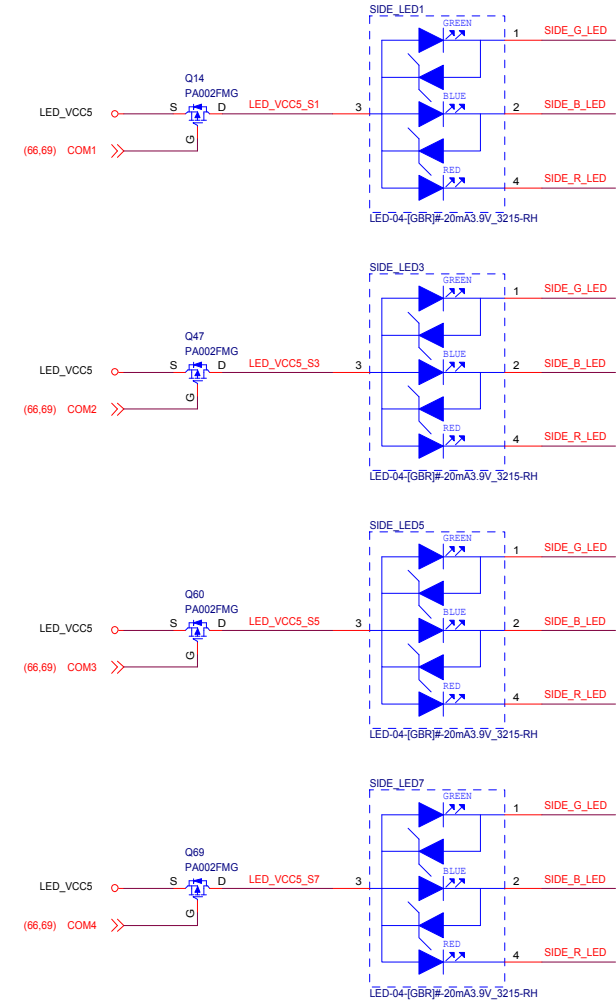 SIDE_LED1
GREEN
1 SIDE_G_LED
Q14
PA002FMG
LED_VCC5 S D LED_VCC5_S1 3 BLUE 2 SIDE_B_LED
G
(66,69) COM1
RED
4 SIDE_R_LED
LED-04-[GBR]#-20mA3.9V_3215-RH
SIDE_LED3
GREEN
1 SIDE_G_LED
Q47
PA002FMG
LED_VCC5 S D LED_VCC5_S3 3 BLUE 2 SIDE_B_LED
G
(66,69) COM2
RED
4 SIDE_R_LED
LED-04-[GBR]#-20mA3.9V_3215-RH
SIDE_LED5
GREEN
1 SIDE_G_LED
Q60
PA002FMG
LED_VCC5 S D LED_VCC5_S5 3 BLUE 2 SIDE_B_LED
G
(66,69) COM3
RED
4 SIDE_R_LED
LED-04-[GBR]#-20mA3.9V_3215-RH
SIDE_LED7
GREEN
1 SIDE_G_LED
Q69
PA002FMG
LED_VCC5 S D LED_VCC5_S7 3 BLUE 2 SIDE_B_LED
G
(66,69) COM4
RED
4 SIDE_R_LED
LED-04-[GBR]#-20mA3.9V_3215-RH